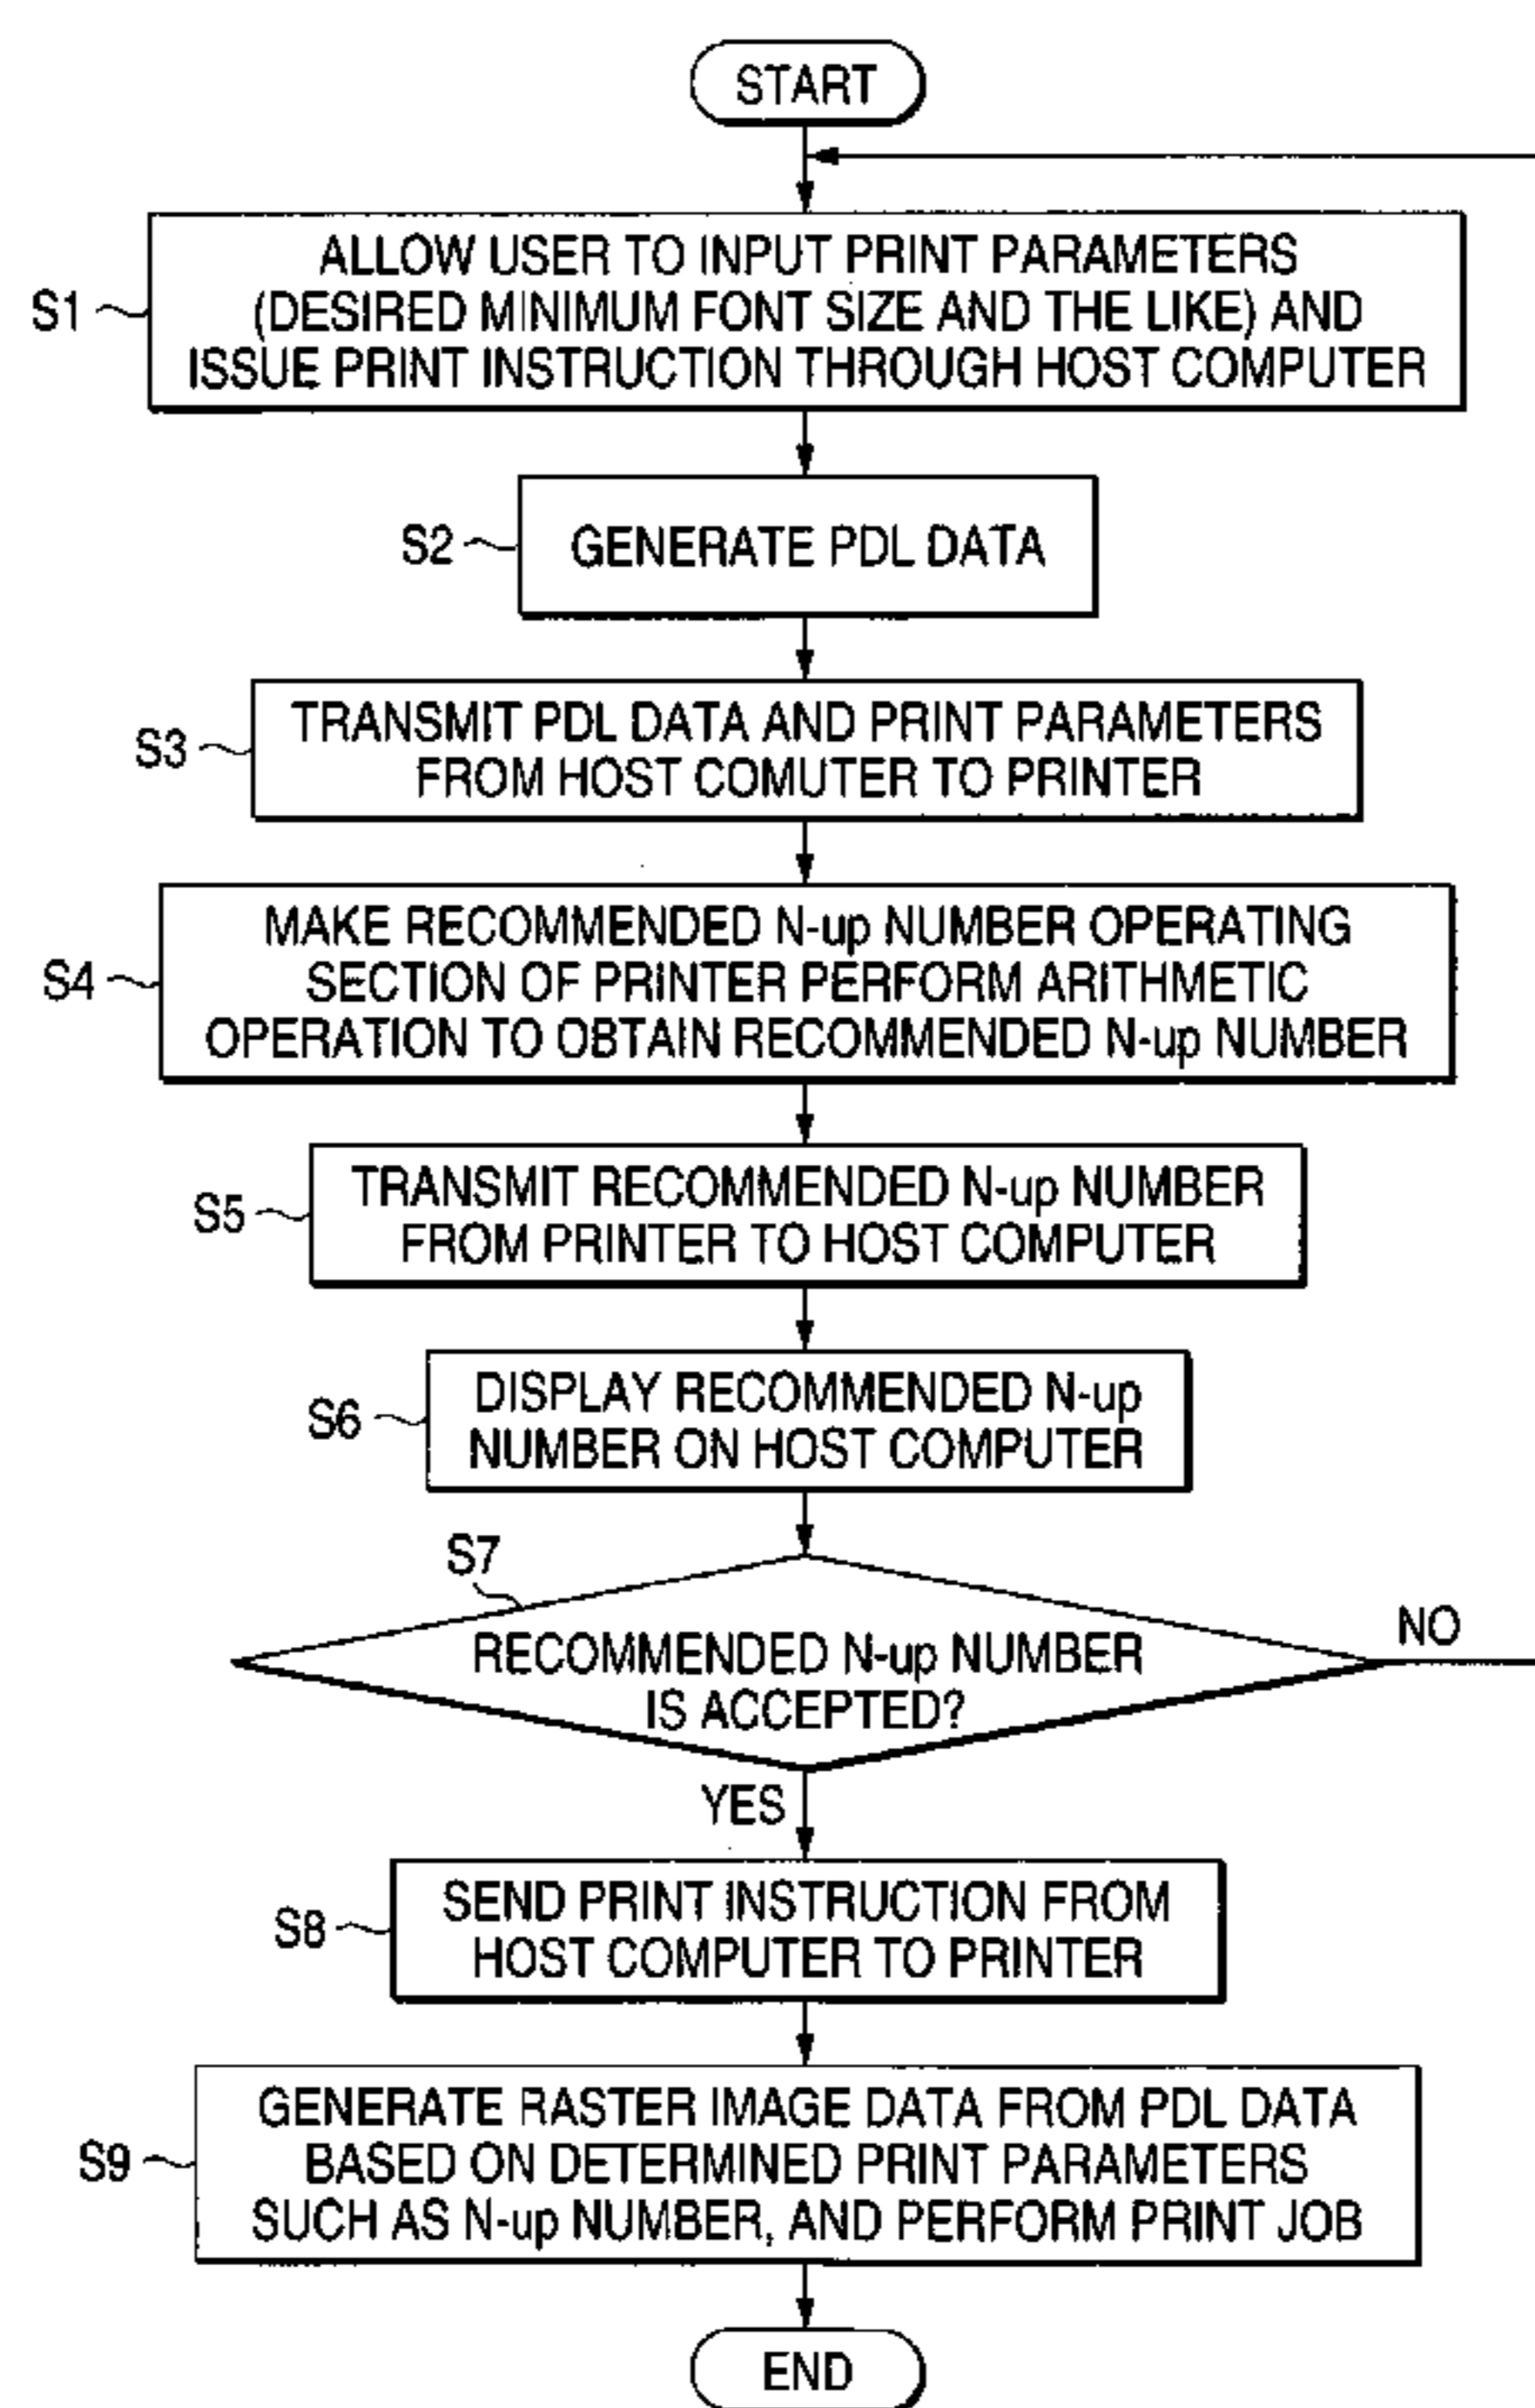 START
S1
ALLOW USER TO INPUT PRINT PARAMETERS
(DESIRED MINIMUM FONT SIZE AND THE LIKE) AND
ISSUE PRINT INSTRUCTION THROUGH HOST COMPUTER
S2
GENERATE PDL DATA
S3
TRANSMIT PDL DATA AND PRINT PARAMETERS
FROM HOST COMUTER TO PRINTER
S4
MAKE RECOMMENDED N-up NUMBER OPERATING
SECTION OF PRINTER PERFORM ARITHMETIC
OPERATION TO OBTAIN RECOMMENDED N-up NUMBER
S5
TRANSMIT RECOMMENDED N-up NUMBER
FROM PRINTER TO HOST COMPUTER
S6
DISPLAY RECOMMENDED N-up
NUMBER ON HOST COMPUTER
S7
RECOMMENDED N-up NUMBER
IS ACCEPTED?
NO
YES
S8
SEND PRINT INSTRUCTION FROM
HOST COMPUTER TO PRINTER
S9
GENERATE RASTER IMAGE DATA FROM PDL DATA
BASED ON DETERMINED PRINT PARAMETERS
SUCH AS N-up NUMBER, AND PERFORM PRINT JOB
END